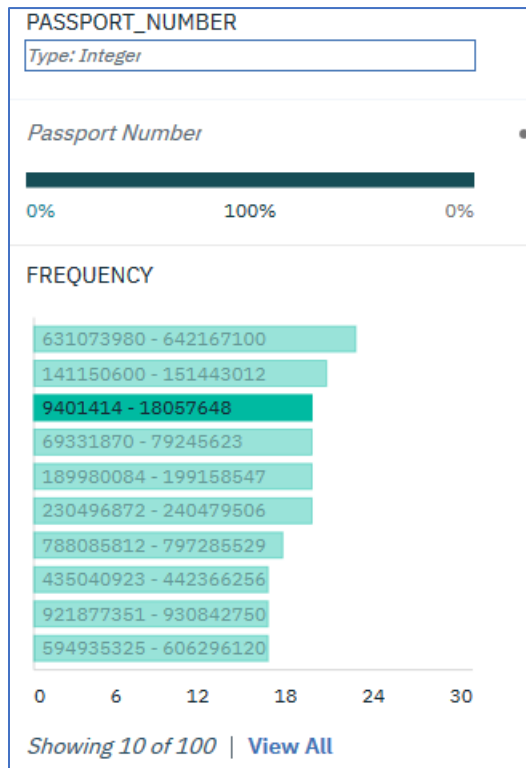 PASSPORT_NUMBER
Type: Integer
Passport Number
0% 100% 0%
FREQUENCY
631073980 - 642167100
141150600 - 151443012
9401414 - 18057648
69331870 - 79245623
189980084 - 199158547
230496872 - 240479506
788085812 - 797285529
435040923 - 442366256
921877351 - 930842750
594935325 - 606296120
0 6 12 18 24 30
Showing 10 of 100 | View All